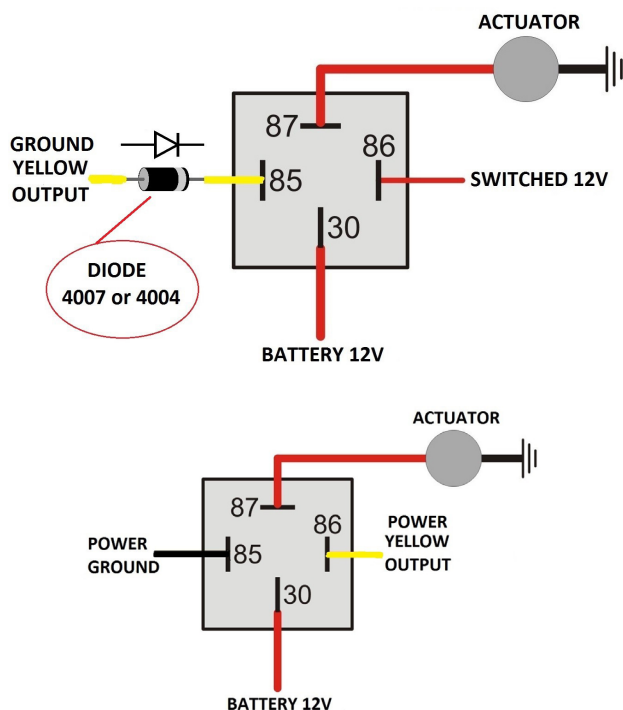 ACTUATOR
87
86
GROUND
YELLOW
OUTPUT
85
SWITCHED 12V
30
DIODE
4007 or 4004
BATTERY 12V
ACTUATOR
87
86
POWER
YELLOW
OUTPUT
POWER
GROUND
85
30
BATTERY 12V